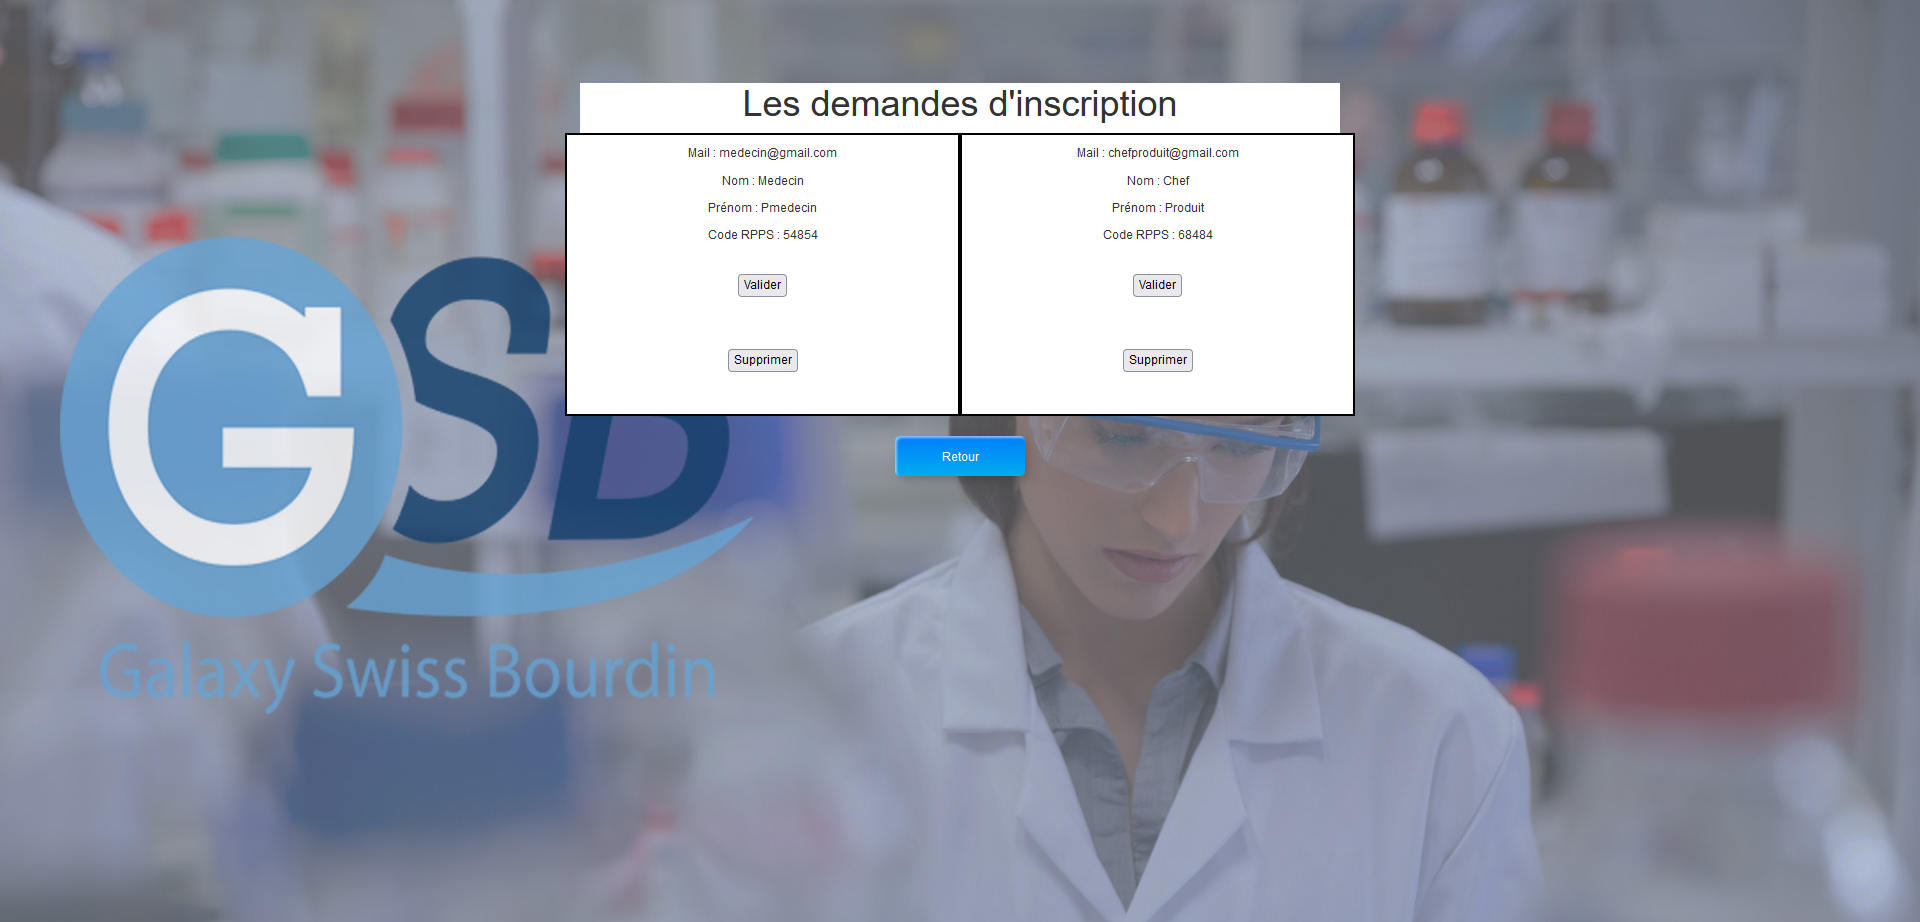 Les demandes d'inscription
Mail : medecin@gmail.com
Nom : Medecin
Prénom : Pmedecin
Code RPPS : 54854
Valider
Supprimer
Mail : chefproduit@gmail.com
Nom : Chef
Prénom : Produit
Code RPPS : 68484
Valider
Supprimer
Retour
GSB
Galaxy Swiss Bourdin